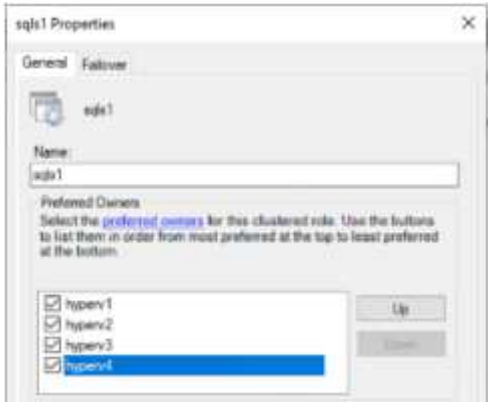 sqls1 Properties
General Failover
sqls1
Name:
sqls1
Preferred Owners
Select the preferred owners for this clustered role. Use the buttons
to list them in order from most preferred at the top to least preferred
at the bottom.
hyperv1
Up
hyperv2
hyperv3
Down
hyperv4